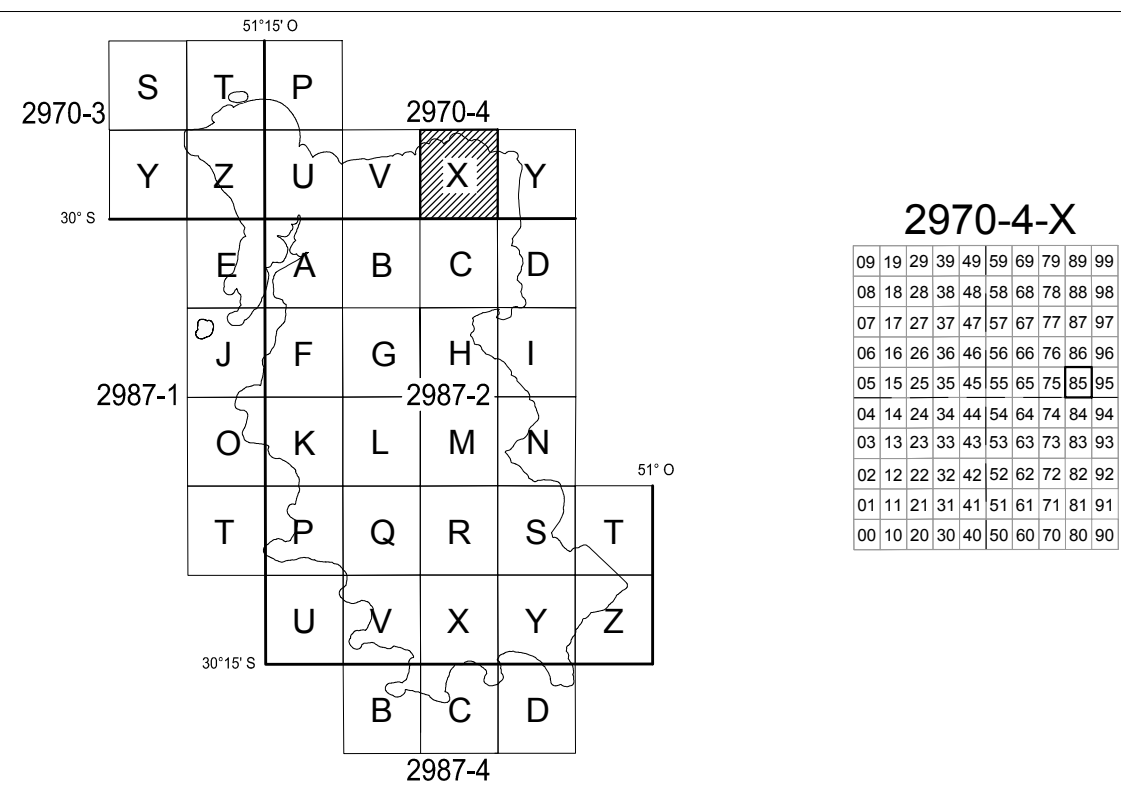 51°15' O
S T P
2970-3 2970-4
Y Z U V X Y
30° S
E A B C D
J F G H I
2987-1 2987-2
O K L M N
51° O
T P Q R S T
U V X Y Z
30°15' S
B C D
2987-4
2970-4-X
09 19 29 39 49 59 69 79 89 99
08 18 28 38 48 58 68 78 88 98
07 17 27 37 47 57 67 77 87 97
06 16 26 36 46 56 66 76 86 96
05 15 25 35 45 55 65 75 85 95
04 14 24 34 44 54 64 74 84 94
03 13 23 33 43 53 63 73 83 93
02 12 22 32 42 52 62 72 82 92
01 11 21 31 41 51 61 71 81 91
00 10 20 30 40 50 60 70 80 90